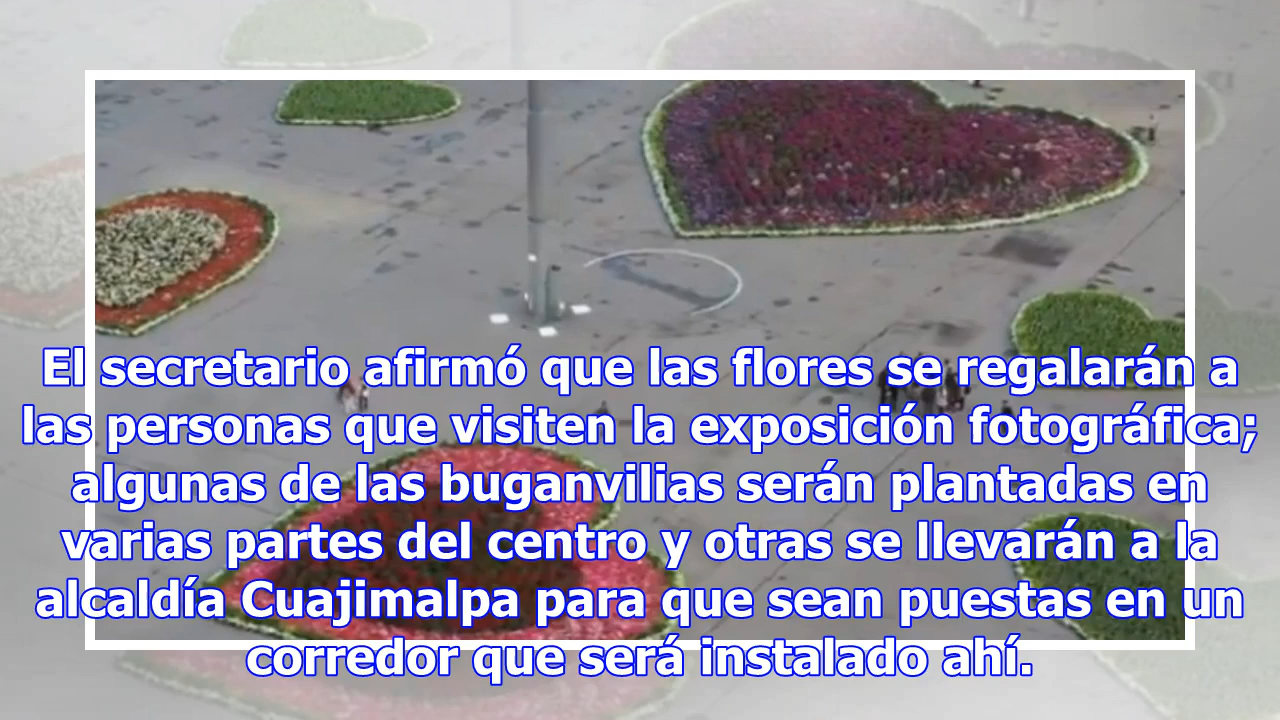 El secretario afirmó que las flores se regalarán a
las personas que visiten la exposición fotográfica;
algunas de las buganvilias serán plantadas en
varias partes del centro y otras se llevarán a la
alcaldía Cuajimalpa para que sean puestas en un
corredor que será instalado ahí.